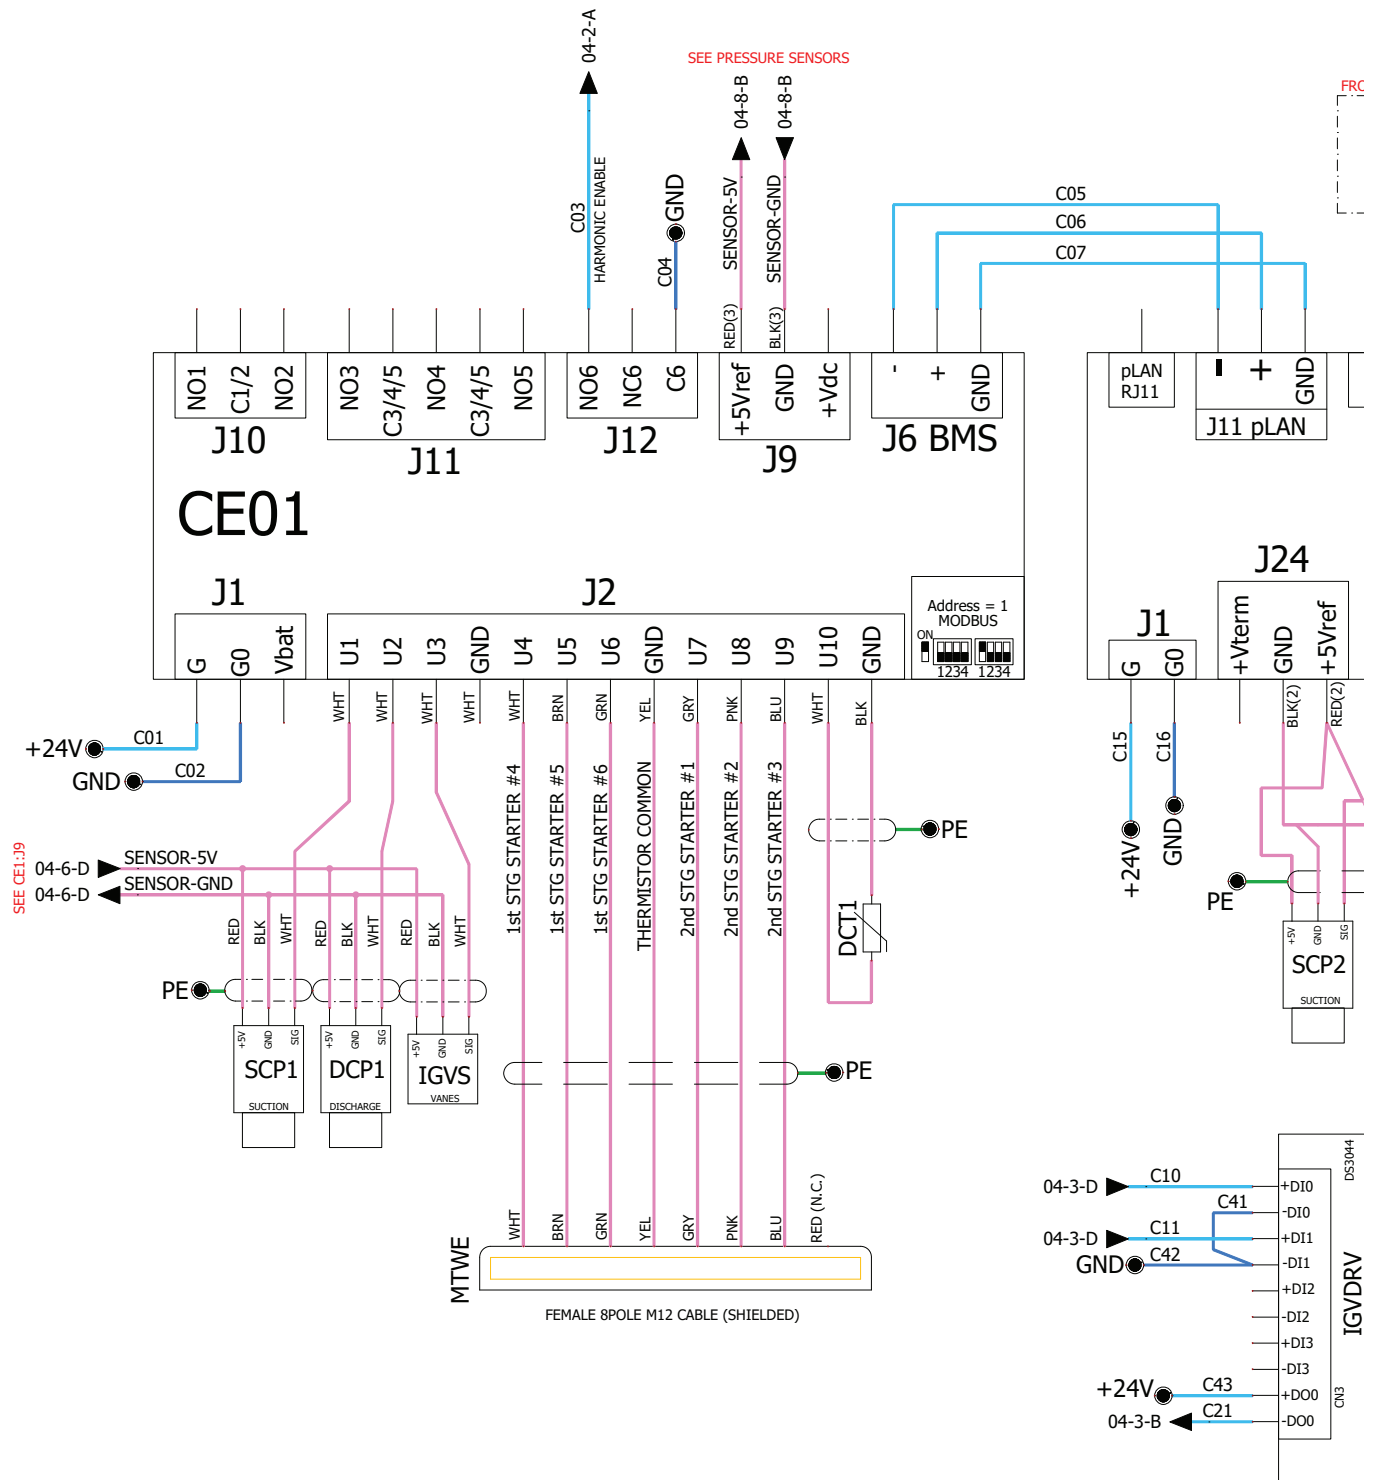 04-2-A
SEE PRESSURE SENSORS
04-8-B
04-8-B
FRO
C03
HARMONIC ENABLE
GND
C04
SENSOR-5V
SENSOR-GND
C05
C06
C07
RED(3)
BLK(3)
NO1
C1/2
NO2
J10
NO3
C3/4/5
NO4
C3/4/5
NO5
J11
NO6
NC6
C6
J12
+5Vref
GND
+Vdc
J9
-
+
GND
J6 BMS
pLAN
RJ11
-
+
GND
J11 pLAN
CE01
J1
J2
G
G0
Vbat
U1
U2
U3
GND
U4
U5
U6
GND
U7
U8
U9
U10
GND
Address = 1
MODBUS
ON
1234
1234
J24
J1
G
G0
+Vterm
GND
+5Vref
WHT
WHT
WHT
WHT
WHT
BRN
GRN
YEL
GRY
PNK
BLU
WHT
BLK
BLK(2)
RED(2)
+24V
C01
GND
C02
C15
C16
+24V
GND
1st STG STARTER #4
1st STG STARTER #5
1st STG STARTER #6
THERMISTOR COMMON
2nd STG STARTER #1
2nd STG STARTER #2
2nd STG STARTER #3
PE
SEE CE1:J9
04-6-D
SENSOR-5V
04-6-D
SENSOR-GND
RED
BLK
WHT
RED
BLK
WHT
RED
BLK
WHT
DCT1
PE
PE
+5V
GND
SIG
SCP2
SUCTION
+5V
GND
SIG
SCP1
SUCTION
+5V
GND
SIG
DCP1
DISCHARGE
+5V
GND
SIG
IGVS
VANES
PE
WHT
BRN
GRN
YEL
GRY
PNK
BLU
RED (N.C.)
MTWE
FEMALE 8POLE M12 CABLE (SHIELDED)
DS3044
04-3-D
C10
+DI0
C41
-DI0
04-3-D
C11
+DI1
GND
C42
-DI1
+DI2
-DI2
+DI3
-DI3
+24V
C43
+DO0
04-3-B
C21
-DO0
CN3
IGVDRV